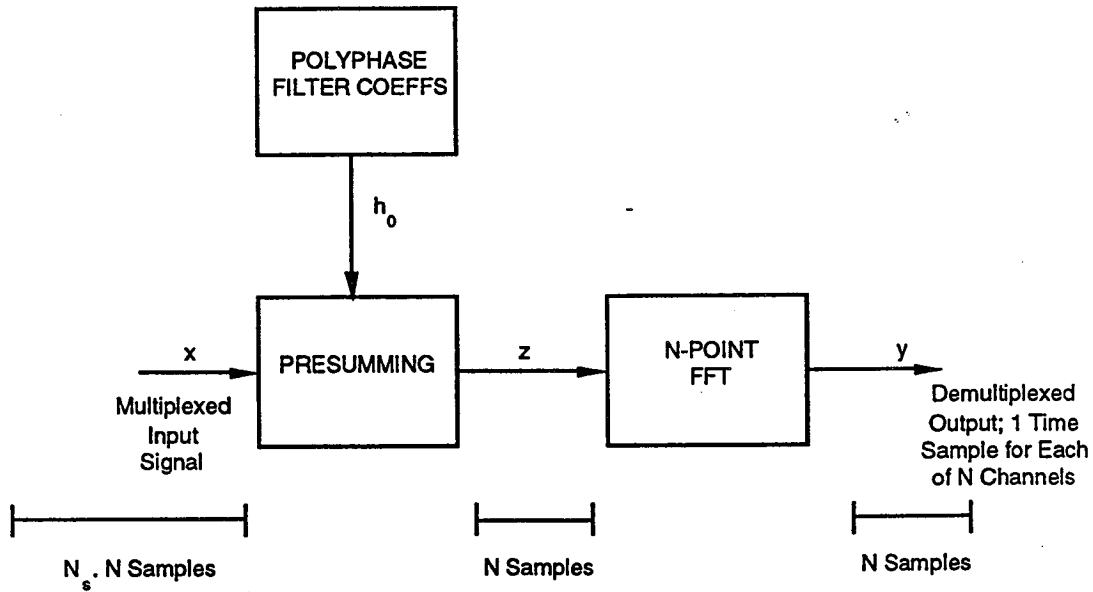 POLYPHASE
FILTER COEFFS
h₀
x
PRESUMMING
z
N-POINT
FFT
y
Multiplexed
Input
Signal
Demultiplexed
Output; 1 Time
Sample for Each
of N Channels
Nₛ. N Samples
N Samples
N Samples